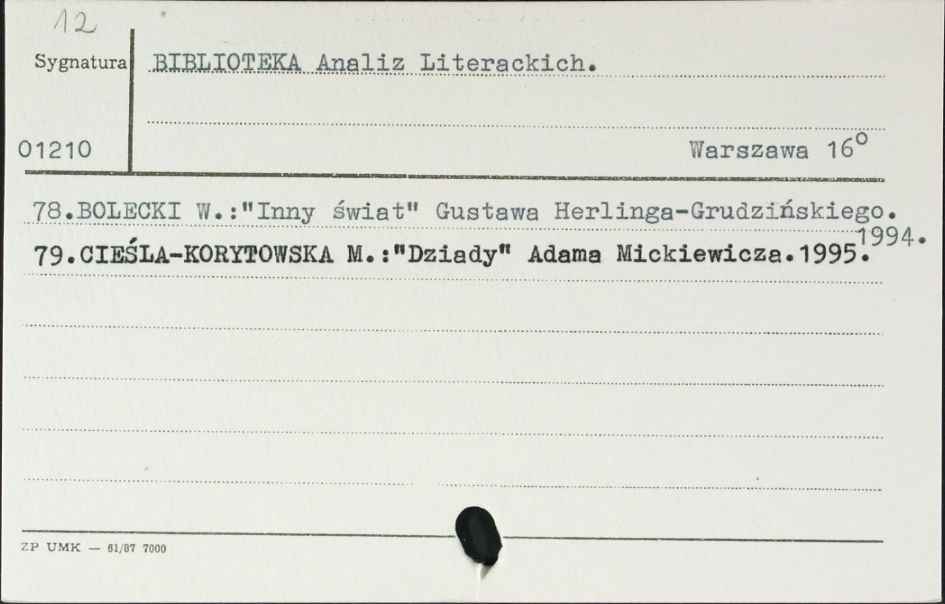 12
Sygnatura
BIBLIOTEKA Analiz Literackich.
01210
Warszawa 16°
78.BOLECKI W.:"Inny świat" Gustawa Herlinga-Grudzińskiego.
1994.
79.CIEŚLA-KORYTOWSKA M.:"Dziady" Adama Mickiewicza.1995.
ZP UMK — 61/87 7000